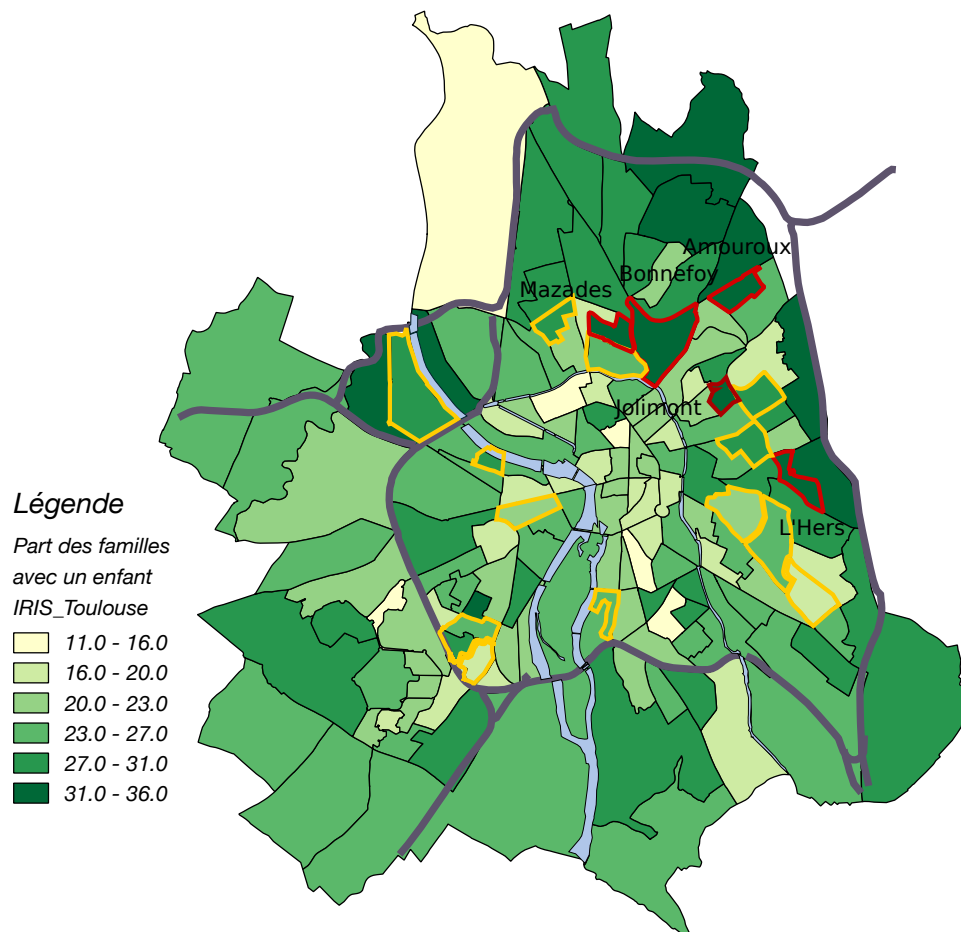 Amouroux
Bonnefoy
Mazades
Jolimont
L'Hers
Légende
Part des familles
avec un enfant
IRIS_Toulouse
11.0 - 16.0
16.0 - 20.0
20.0 - 23.0
23.0 - 27.0
27.0 - 31.0
31.0 - 36.0